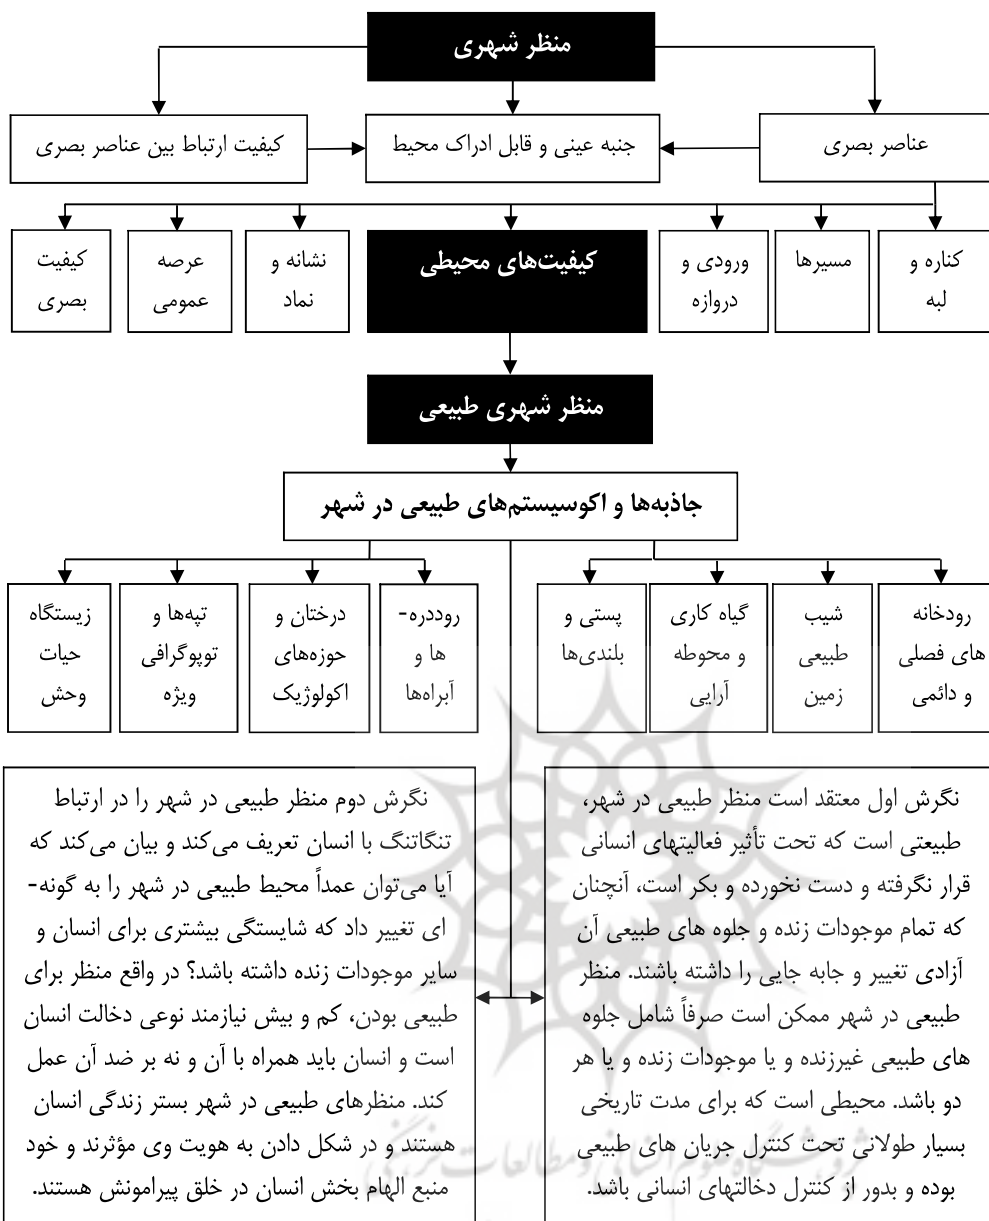 منظر شهری
عناصر بصری
جنبه عینی و قابل ادراک محیط
کیفیت ارتباط بین عناصر بصری
کناره و
لبه
مسیرها
ورودی و
دروازه
کیفیت‌های محیطی
نشانه و
نماد
عرصه
عمومی
کیفیت
بصری
منظر شهری طبیعی
جاذبه‌ها و اکوسیستم‌های طبیعی در شهر
رودخانه
های فصلی
و دائمی
شیب
طبیعی
زمین
گیاه کاری
و محوطه
آرایی
پستی و
بلندی‌ها
روددره-
ها و
آبراه‌ها
درختان و
حوزه‌های
اکولوژیک
تپه‌ها و
توپوگرافی
ویژه
زیستگاه
حیات
وحش
نگرش اول معتقد است منظر طبیعی در شهر،
طبیعتی است که تحت تأثیر فعالیتهای انسانی
قرار نگرفته و دست نخورده و بکر است، آنچنان
که تمام موجودات زنده و جلوه های طبیعی آن
آزادی تغییر و جابه جایی را داشته باشند. منظر
طبیعی در شهر ممکن است صرفاً شامل جلوه
های طبیعی غیرزنده و یا موجودات زنده و یا هر
دو باشد. محیطی است که برای مدت تاریخی
بسیار طولانی تحت کنترل جریان های طبیعی
بوده و بدور از کنترل دخالتهای انسانی باشد.
نگرش دوم منظر طبیعی در شهر را در ارتباط
تنگاتنگ با انسان تعریف می‌کند و بیان می‌کند که
آیا می‌توان عمداً محیط طبیعی در شهر را به گونه-
ای تغییر داد که شایستگی بیشتری برای انسان و
سایر موجودات زنده داشته باشد؟ در واقع منظر برای
طبیعی بودن، کم و بیش نیازمند نوعی دخالت انسان
است و انسان باید همراه با آن و نه بر ضد آن عمل
کند. منظرهای طبیعی در شهر بستر زندگی انسان
هستند و در شکل دادن به هویت وی مؤثرند و خود
منبع الهام بخش انسان در خلق پیرامونش هستند.
پژوهشگاه علوم انسانی و مطالعات فرهنگی